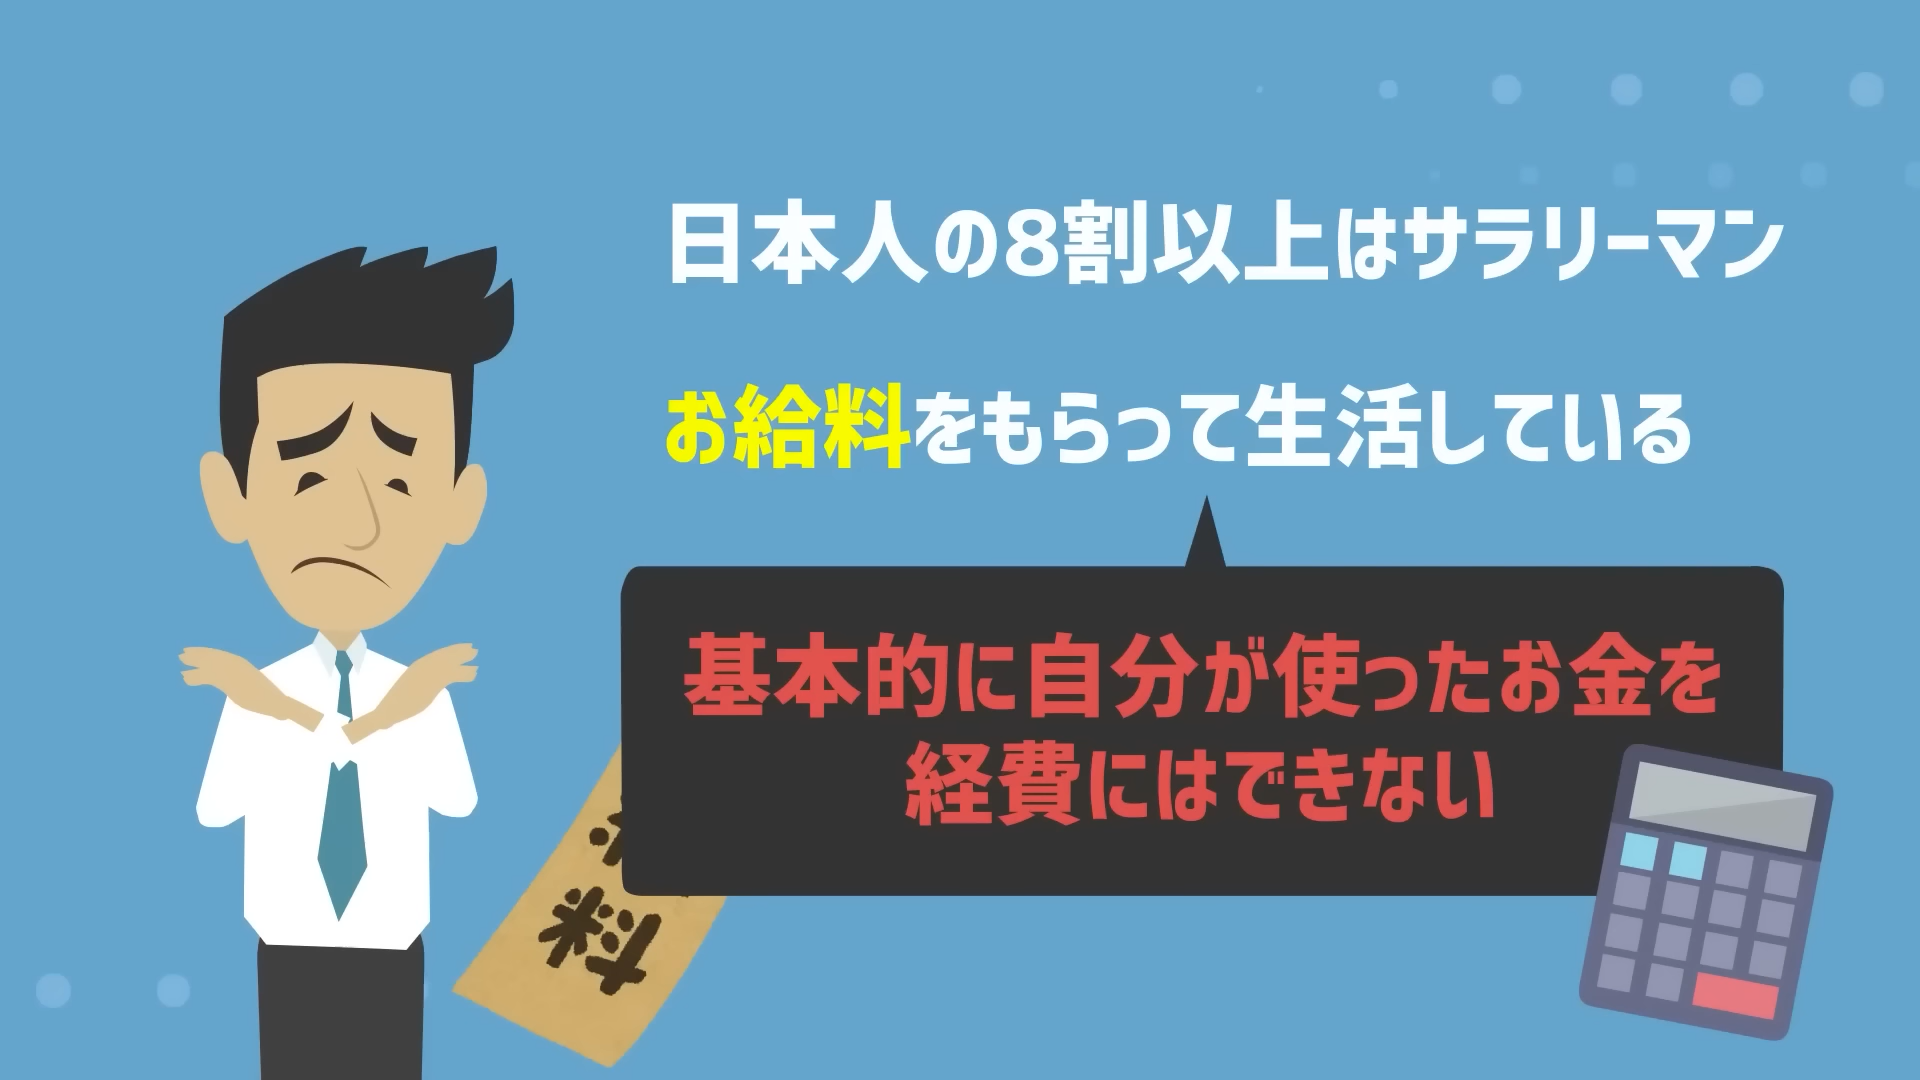 日本人の8割以上はサラリーマン
お給料をもらって生活している
基本的に自分が使ったお金を
経費にはできない
料